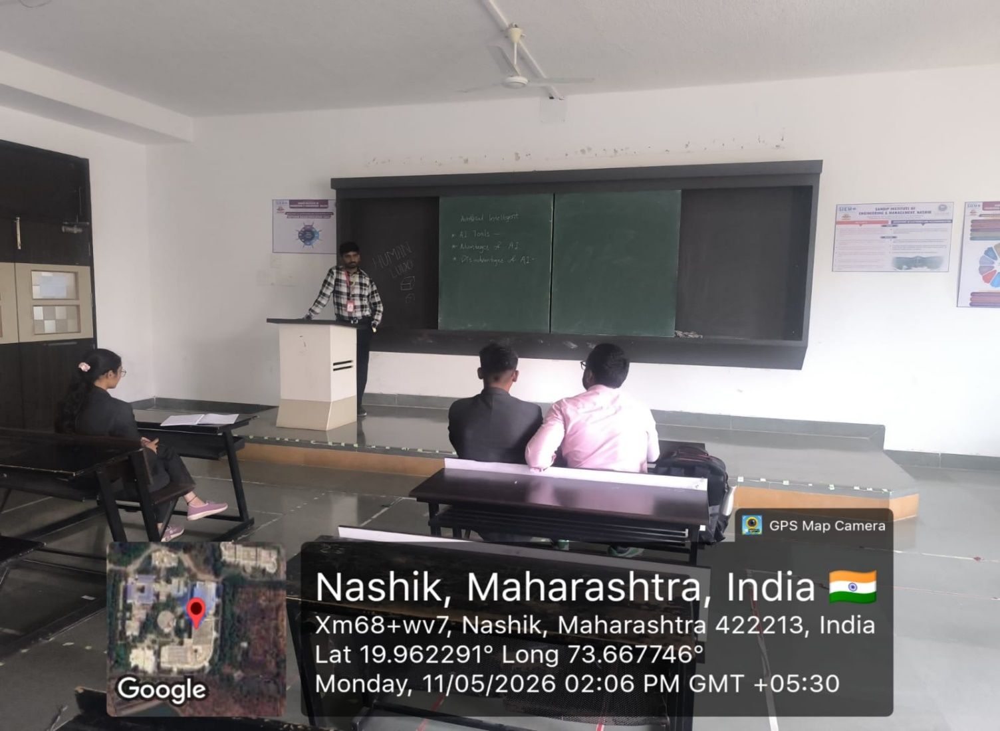 Artificial Intelligent
* AI Tools —
* Advantages of AI
* Disadvantages of AI -
HUMAN
LUDO
SANDIP INSTITUTE OF
ENGINEERING & MANAGEMENT, NASHIK
GPS Map Camera
Nashik, Maharashtra, India
Xm68+wv7, Nashik, Maharashtra 422213, India
Lat 19.962291° Long 73.667746°
Monday, 11/05/2026 02:06 PM GMT +05:30
Google